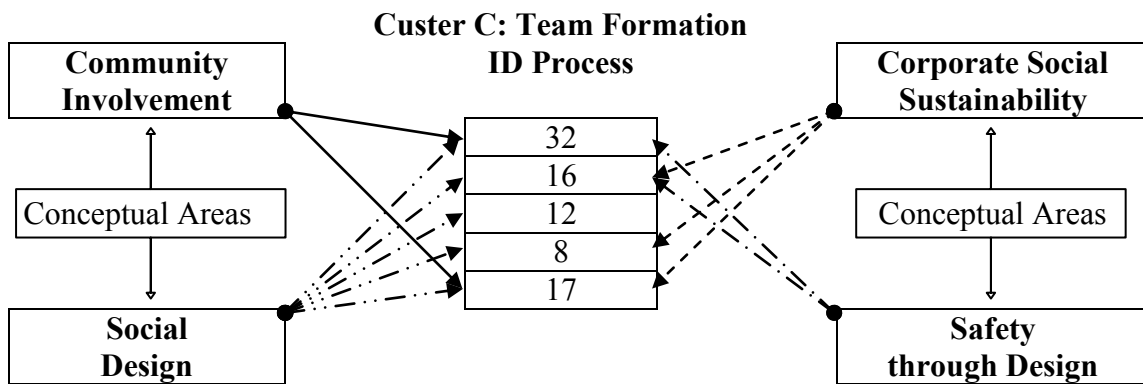 Custer C: Team Formation
ID Process
Community
Involvement
Corporate Social
Sustainability
32
16
12
8
17
Conceptual Areas
Conceptual Areas
Social
Design
Safety
through Design